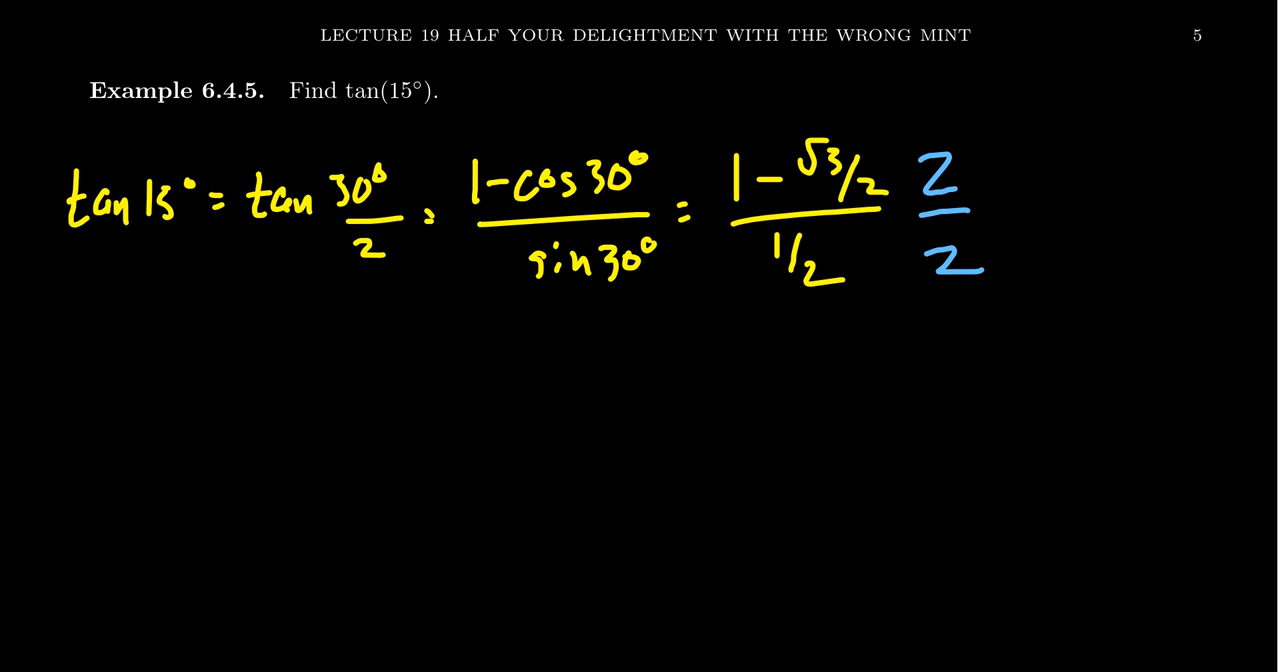 LECTURE 19 HALF YOUR DELIGHTMENT WITH THE WRONG MINT 5
Example 6.4.5. Find tan(15°).
tan 15° = tan 30°/2 = (1-cos 30°)/(sin 30°) = (1 - √3/2)/(1/2) 2/2